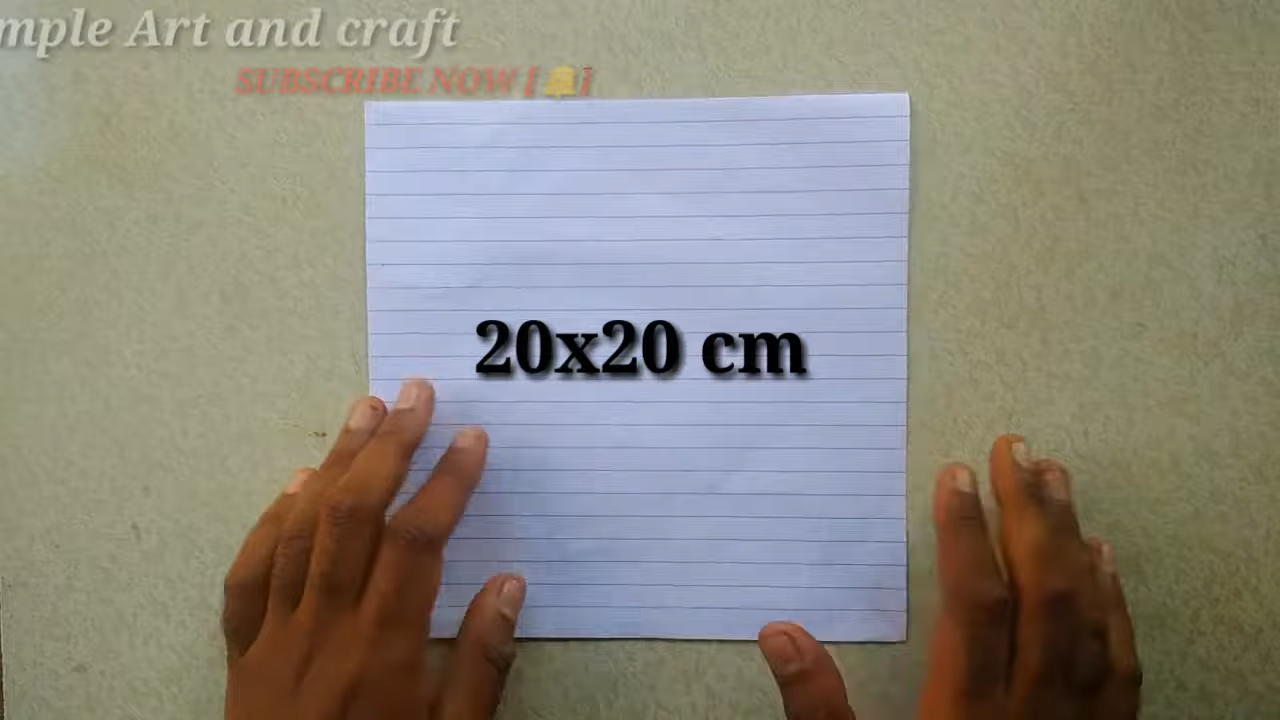 mple Art and craft
SUBSCRIBE NOW [🔔]
20x20 cm